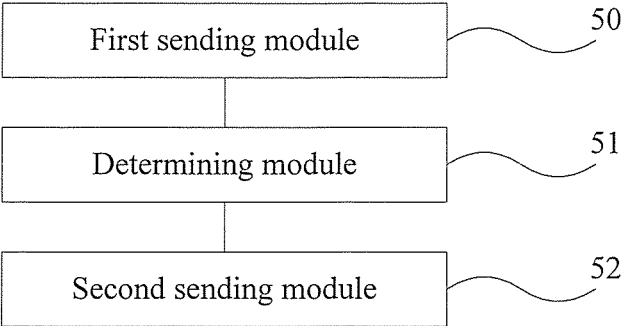 First sending module
50
Determining module
51
Second sending module
52